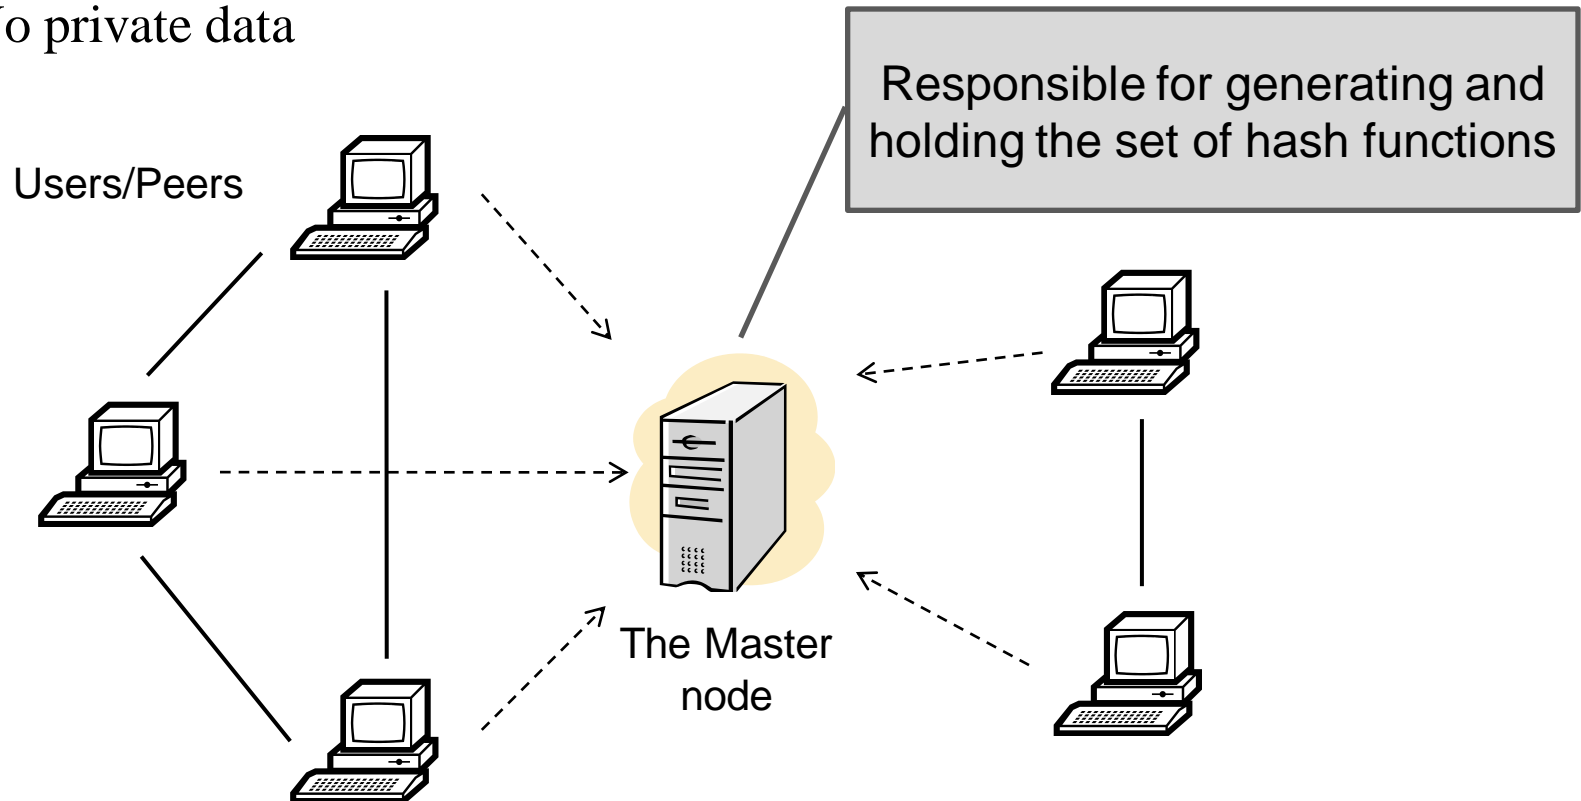 o private data
Responsible for generating and
holding the set of hash functions
Users/Peers
The Master
node